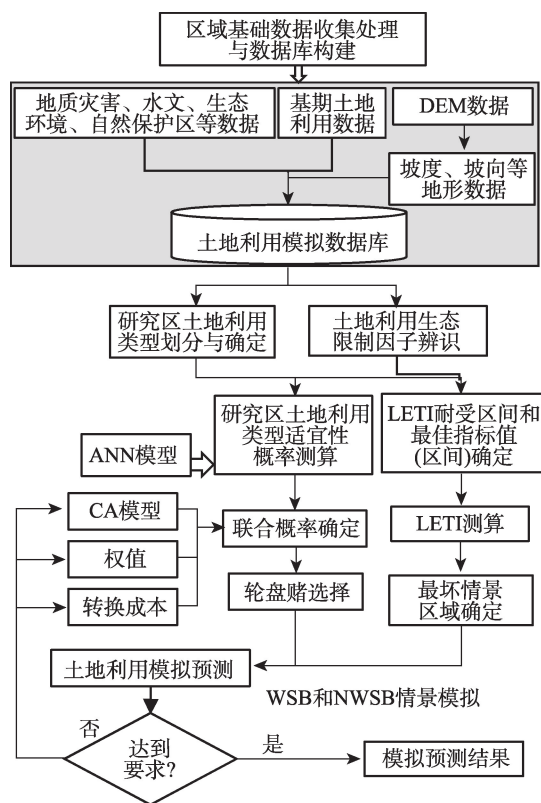 区域基础数据收集处理
与数据库构建
地质灾害、水文、生态
环境、自然保护区等数据
基期土地
利用数据
DEM数据
坡度、坡向等
地形数据
土地利用模拟数据库
研究区土地利用
类型划分与确定
土地利用生态
限制因子辨识
研究区土地利用
类型适宜性
概率测算
LETI耐受区间和
最佳指标值
(区间)确定
ANN模型
CA模型
权值
转换成本
联合概率确定
LETI测算
轮盘赌选择
最坏情景
区域确定
土地利用模拟预测
WSB和NWSB情景模拟
否
达到
要求?
是
模拟预测结果